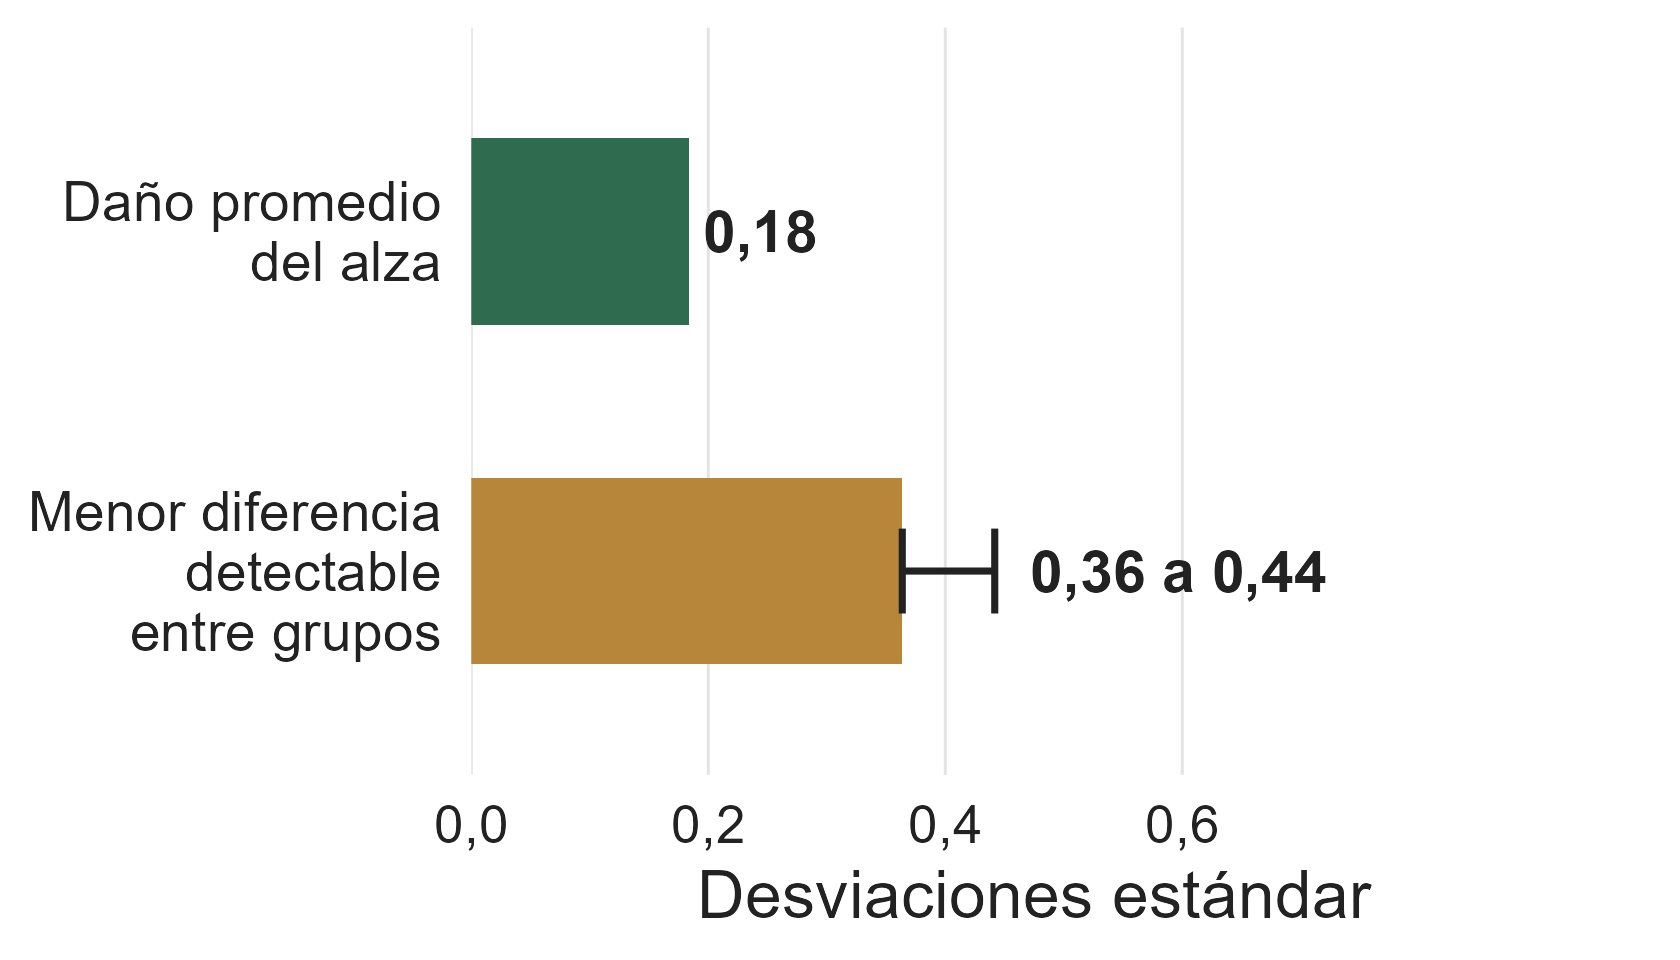 Daño promedio
del alza
0,18
Menor diferencia
detectable
entre grupos
0,36 a 0,44
0,0
0,2
0,4
0,6
Desviaciones estándar